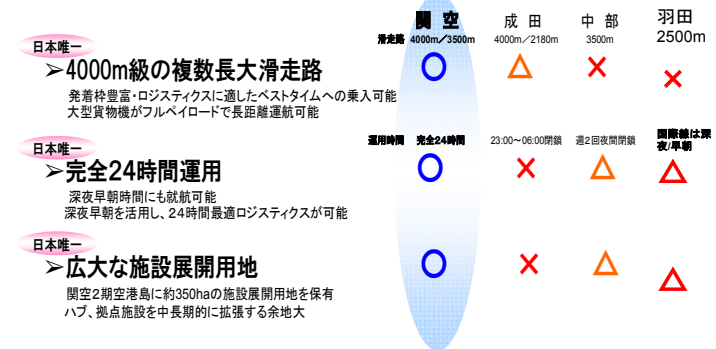 関空 成田 中部 羽田
滑走路 4000m／3500m 4000m／2180m 3500m 2500m
日本唯一
➢4000m級の複数長大滑走路
○ △ × ×
発着枠豊富・ロジスティクスに適したベストタイムへの乗入可能
大型貨物機がフルペイロードで長距離運航可能
運用時間 完全24時間 23:00～06:00閉鎖 週2回夜間閉鎖 国際線は深夜/早朝
日本唯一
➢完全24時間運用
○ × △ △
深夜早朝時間にも就航可能
深夜早朝を活用し、24時間最適ロジスティクスが可能
日本唯一
➢広大な施設展開用地
○ × △ △
関空2期空港島に約350haの施設展開用地を保有
ハブ、拠点施設を中長期的に拡張する余地大